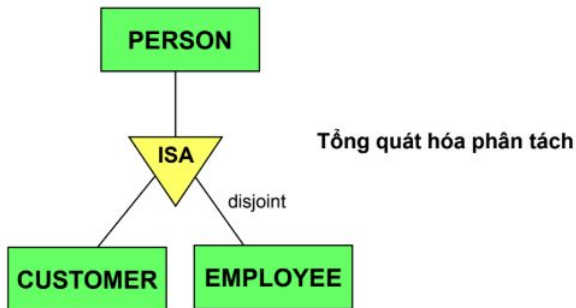 PERSON
ISA
Tổng quát hóa phân tách
disjoint
CUSTOMER
EMPLOYEE